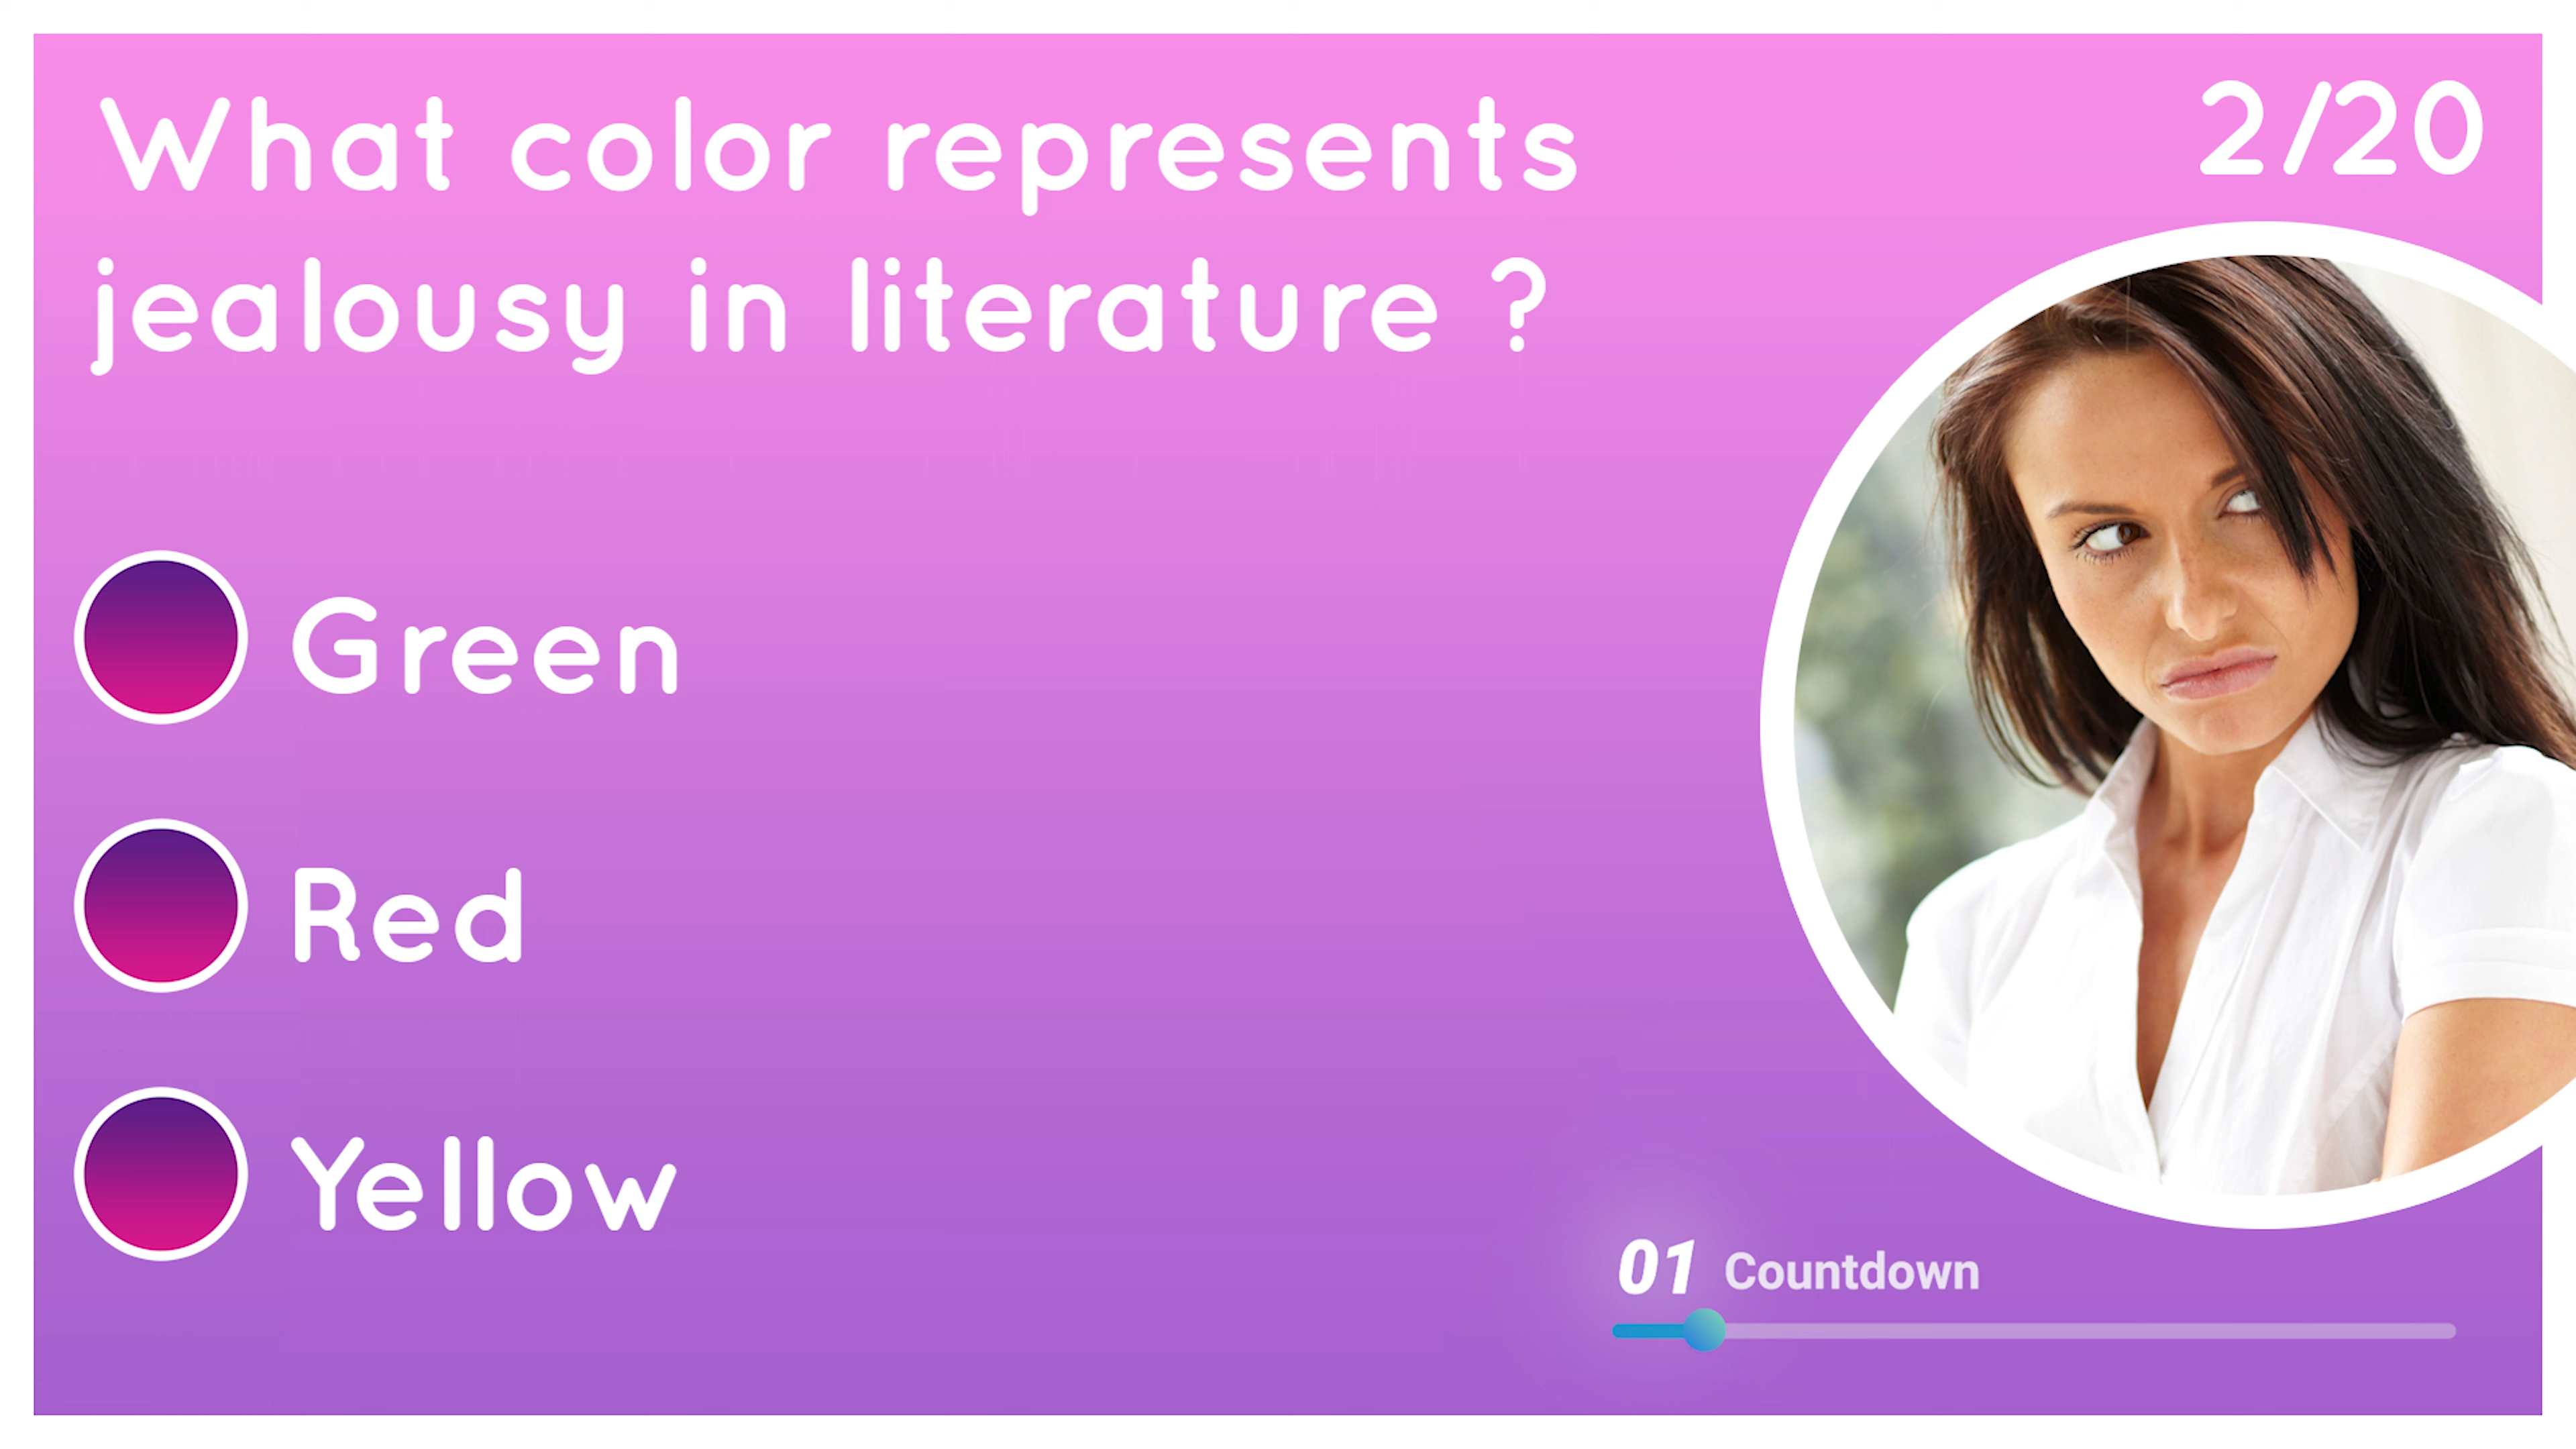 What color represents
jealousy in literature ?
2/20
Green
Red
Yellow
01 Countdown